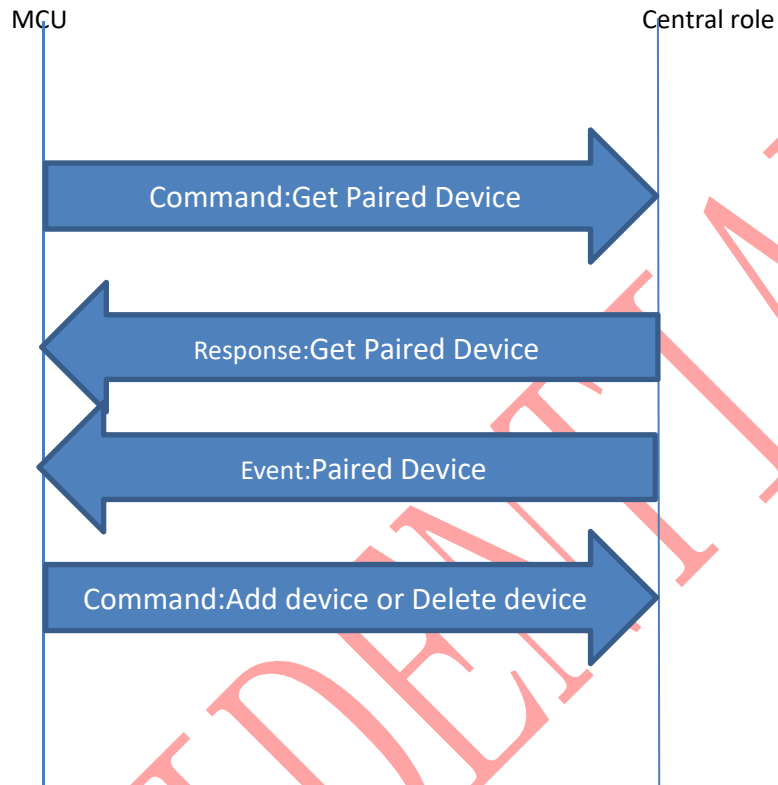 MCU
Central role
Command:Get Paired Device
Response:Get Paired Device
Event:Paired Device
Command:Add device or Delete device